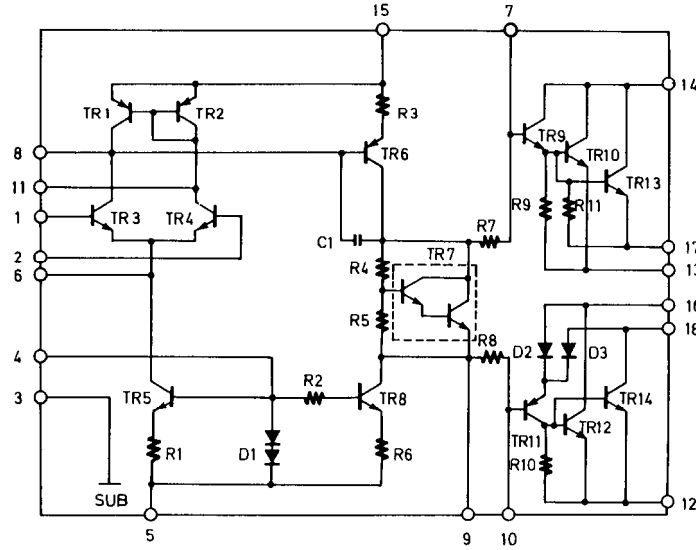 15 7
14
TR1 TR2 R3
TR9
8 TR6 TR10
11 TR13
R9 R11
1 TR3 TR4 R7
C1 17
2 TR7
6 R4 13
16
R5 18
R8
4 D2 D3
R2
3 TR5 TR8 TR14
TR11 TR12
R1 D1 R6 R10
SUB
12
5 9 10